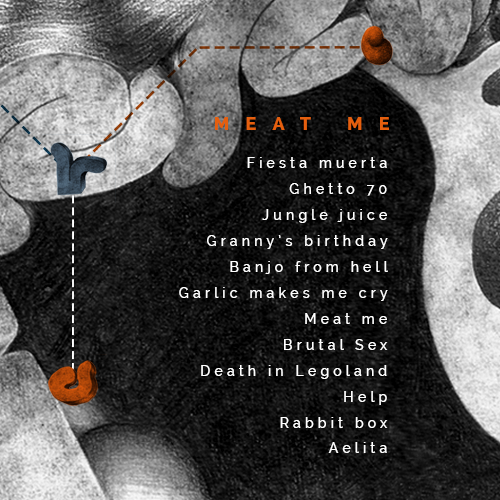 MEAT ME
Fiesta muerta
Ghetto 70
Jungle juice
Granny's birthday
Banjo from hell
Garlic makes me cry
Meat me
Brutal Sex
Death in Legoland
Help
Rabbit box
Aelita